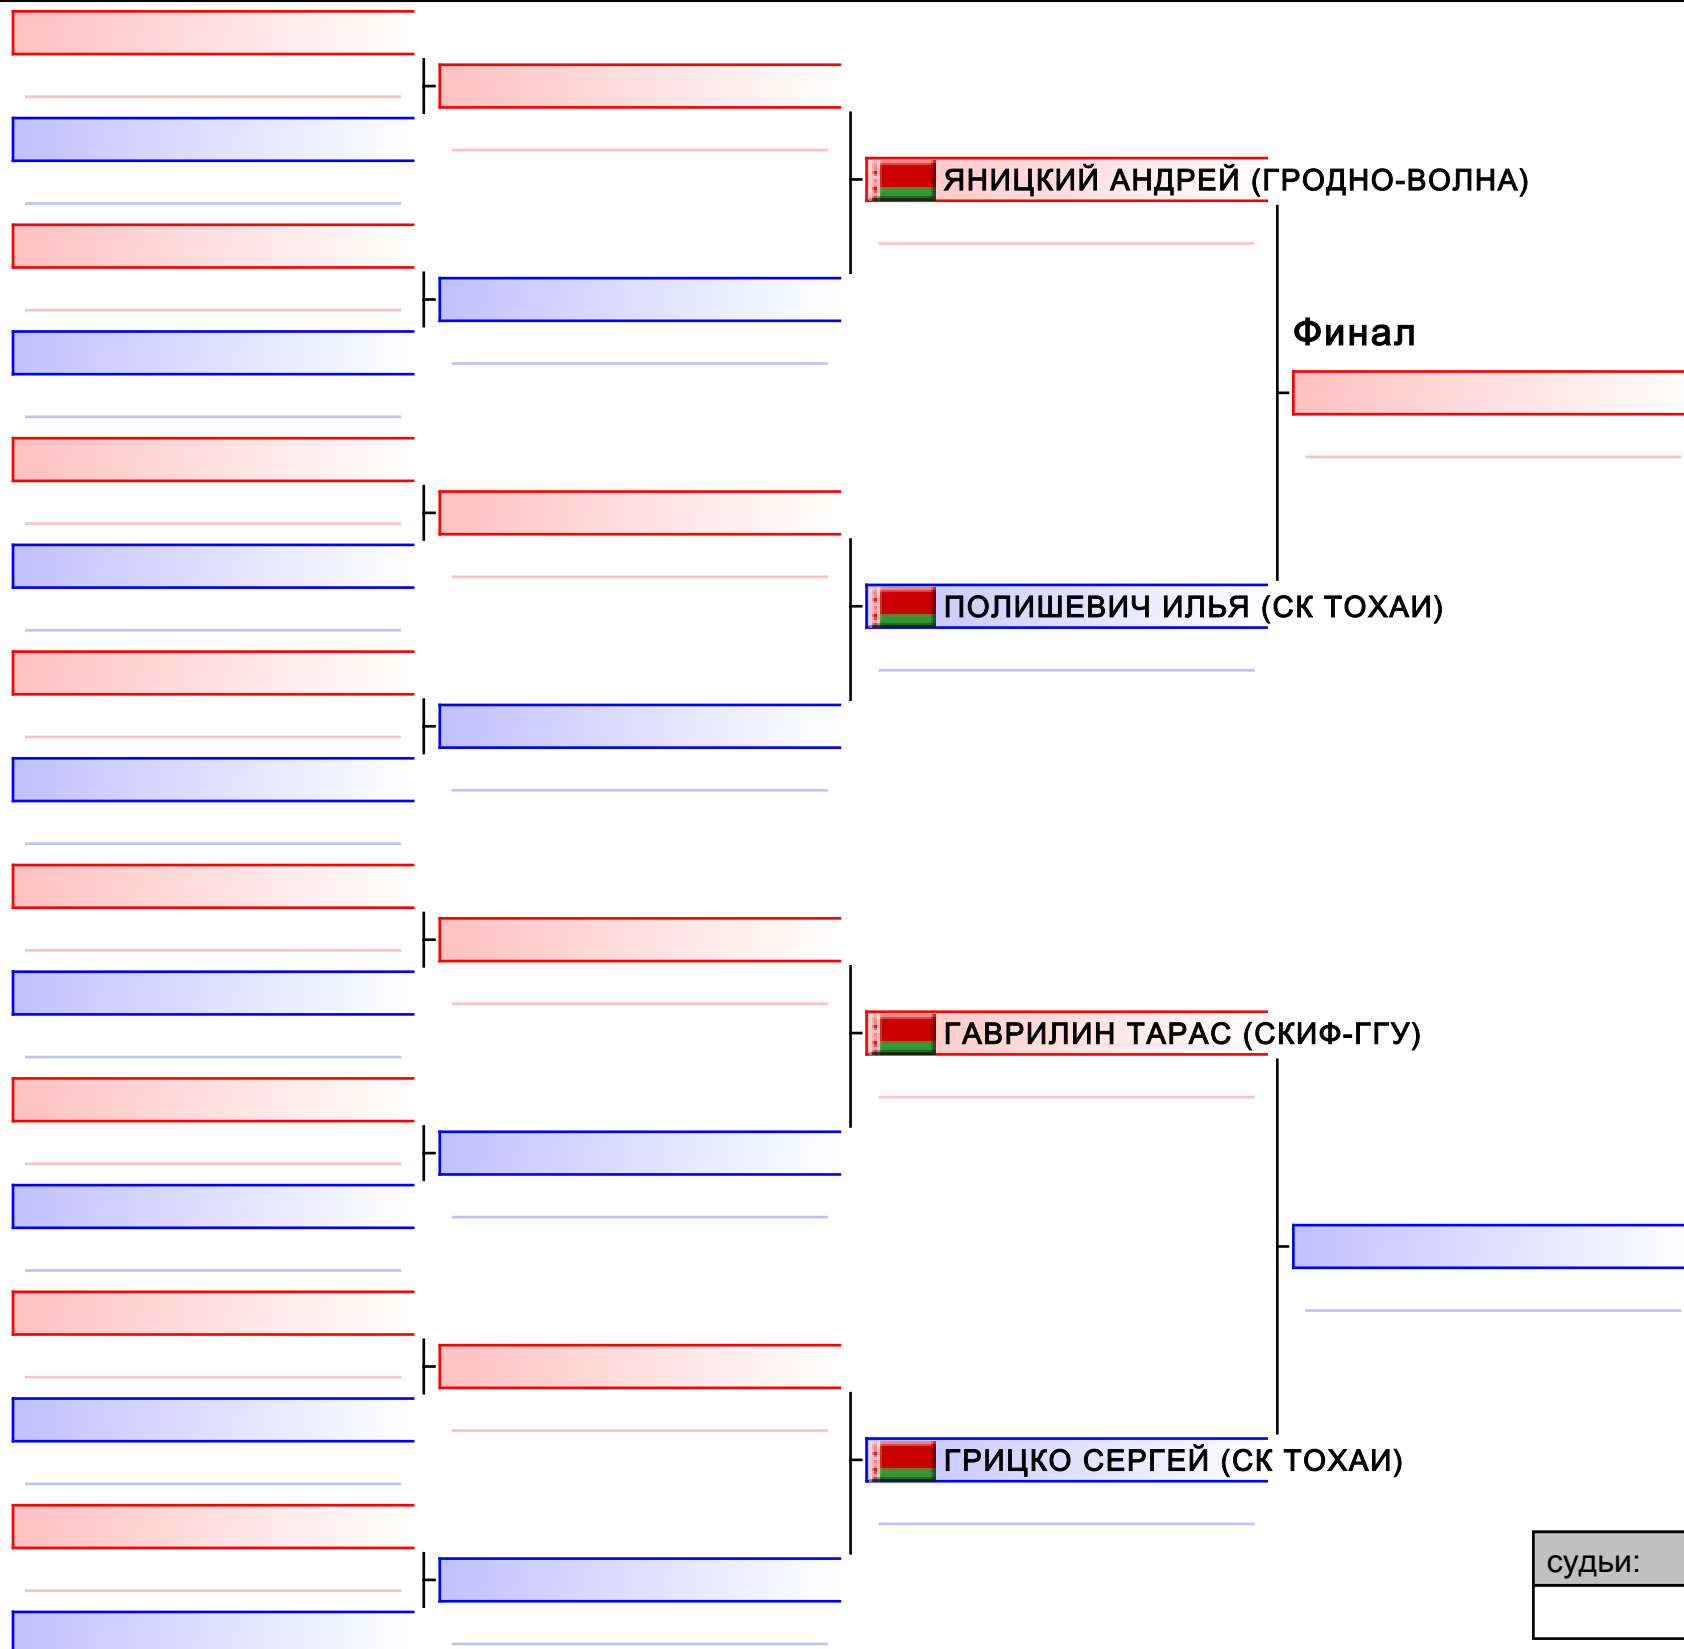 ЯНИЦКИЙ АНДРЕЙ (ГРОДНО-ВОЛНА)
Финал
ПОЛИШЕВИЧ ИЛЬЯ (СК ТОХАИ)
ГАВРИЛИН ТАРАС (СКИФ-ГГУ)
ГРИЦКО СЕРГЕЙ (СК ТОХАИ)
судьи: